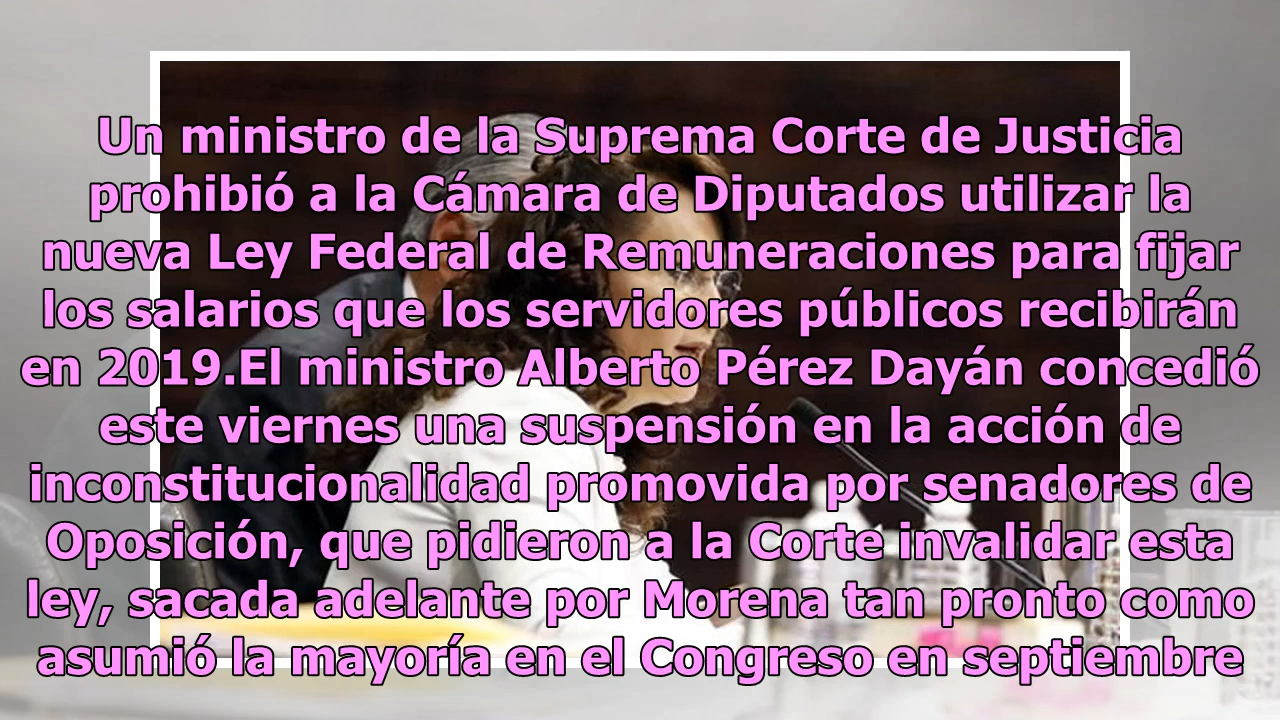 Un ministro de la Suprema Corte de Justicia
prohibió a la Cámara de Diputados utilizar la
nueva Ley Federal de Remuneraciones para fijar
los salarios que los servidores públicos recibirán
en 2019.El ministro Alberto Pérez Dayán concedió
este viernes una suspensión en la acción de
inconstitucionalidad promovida por senadores de
Oposición, que pidieron a la Corte invalidar esta
ley, sacada adelante por Morena tan pronto como
asumió la mayoría en el Congreso en septiembre